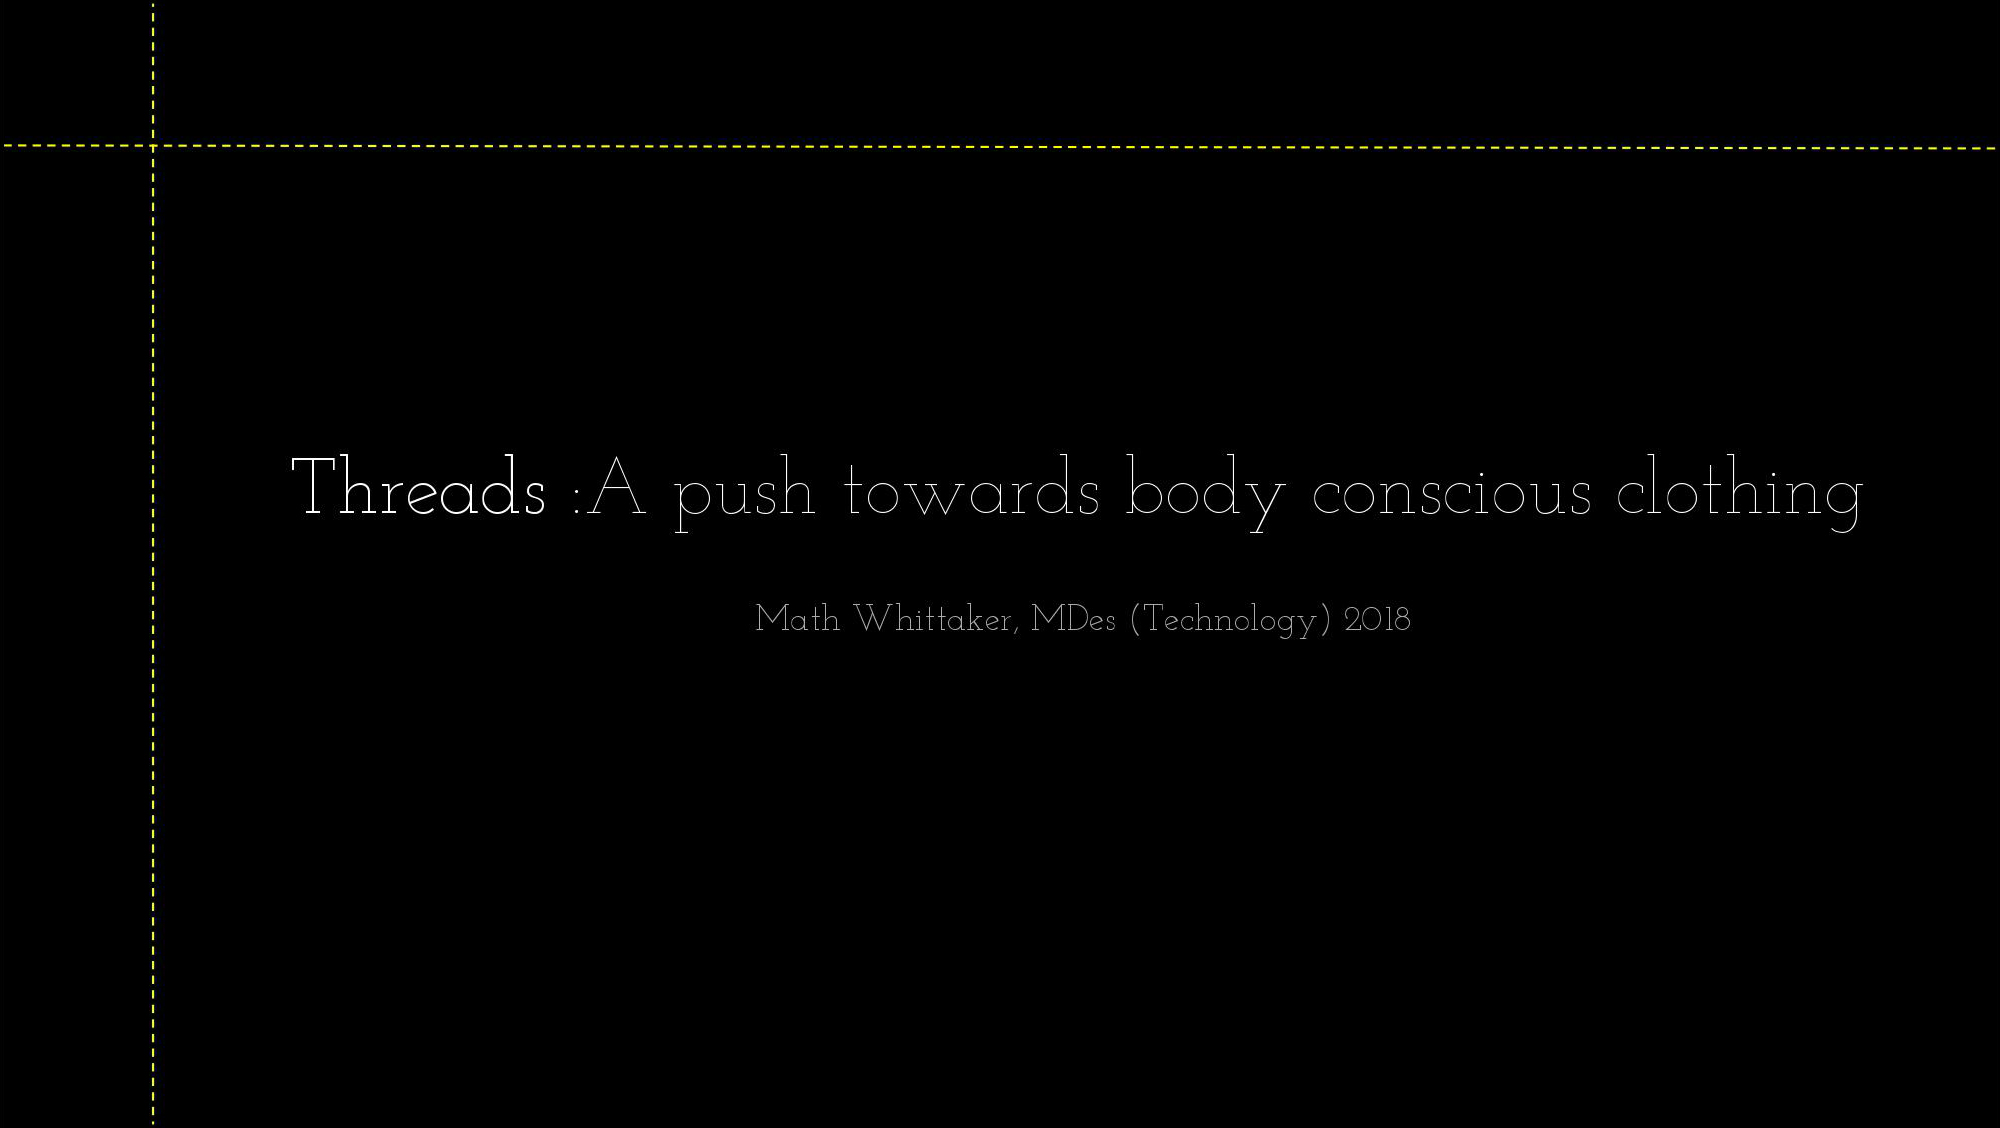 Threads :A push towards body conscious clothing
Math Whittaker, MDes (Technology) 2018